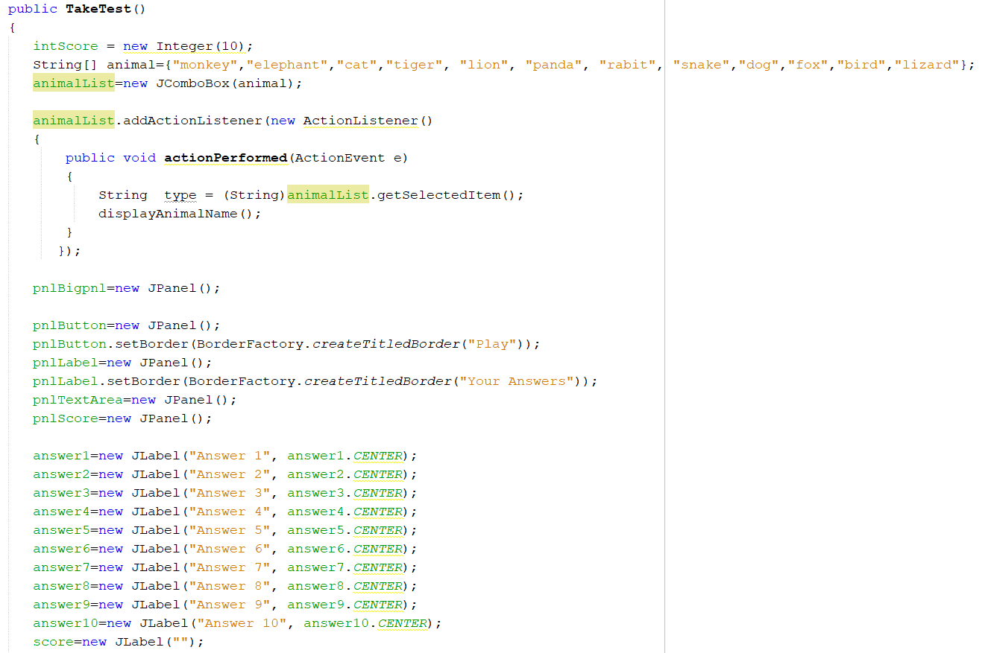 public TakeTest()
{
intScore = new Integer(10);
String[] animal={"monkey","elephant","cat","tiger", "lion", "panda", "rabit", "snake","dog","fox","bird","lizard"};
animalList=new JComboBox(animal);
animalList.addActionListener(new ActionListener()
{
public void actionPerformed(ActionEvent e)
{
String  type = (String)animalList.getSelectedItem();
displayAnimalName();
}
});
pnlBigpnl=new JPanel();
pnlButton=new JPanel();
pnlButton.setBorder(BorderFactory.createTitledBorder("Play"));
pnlLabel=new JPanel();
pnlLabel.setBorder(BorderFactory.createTitledBorder("Your Answers"));
pnlTextArea=new JPanel();
pnlScore=new JPanel();
answer1=new JLabel("Answer 1", answer1.CENTER);
answer2=new JLabel("Answer 2", answer2.CENTER);
answer3=new JLabel("Answer 3", answer3.CENTER);
answer4=new JLabel("Answer 4", answer4.CENTER);
answer5=new JLabel("Answer 5", answer5.CENTER);
answer6=new JLabel("Answer 6", answer6.CENTER);
answer7=new JLabel("Answer 7", answer7.CENTER);
answer8=new JLabel("Answer 8", answer8.CENTER);
answer9=new JLabel("Answer 9", answer9.CENTER);
answer10=new JLabel("Answer 10", answer10.CENTER);
score=new JLabel("");